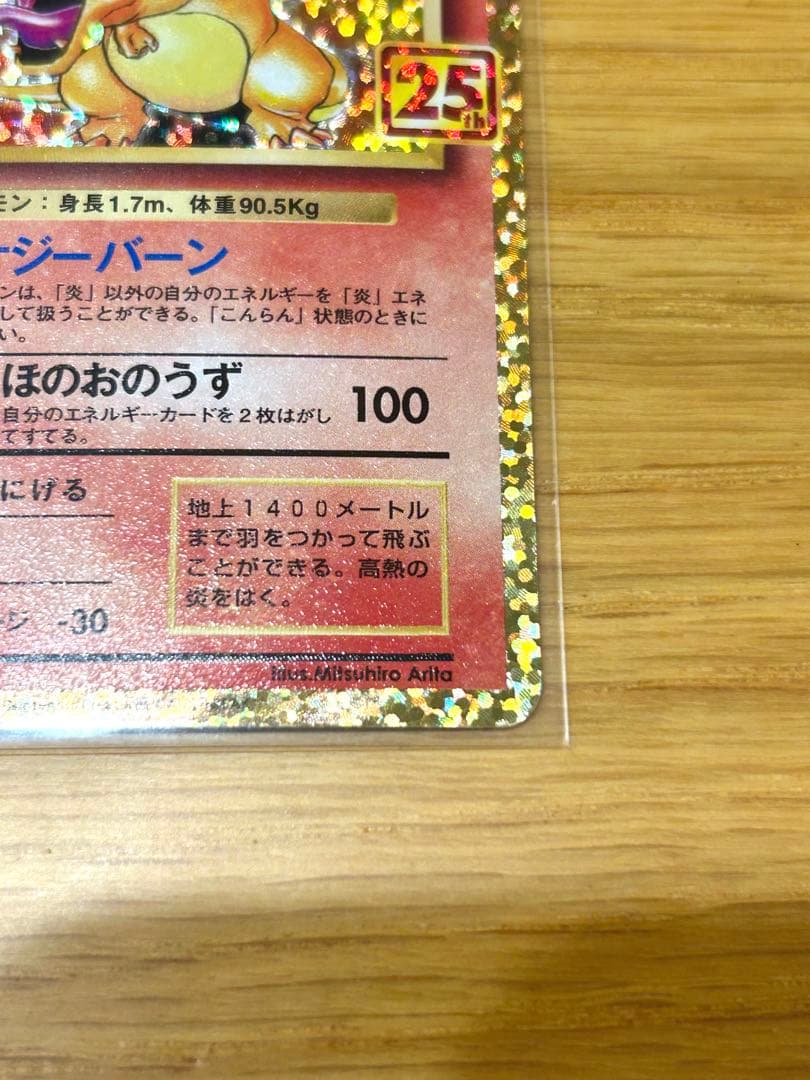 25th
モン：身長1.7m、体重90.5Kg
ナジーバーン
ンは、「炎」以外の自分のエネルギーを「炎」エネ
して扱うことができる。「こんらん」状態のときに
い。
ほのおのうず
100
自分のエネルギーカードを２枚はがし
てすてる。
にげる
地上１４００メートル
まで羽をつかって飛ぶ
ことができる。高熱の
炎をはく。
ジ -30
Illus.Mitsuhiro Arita